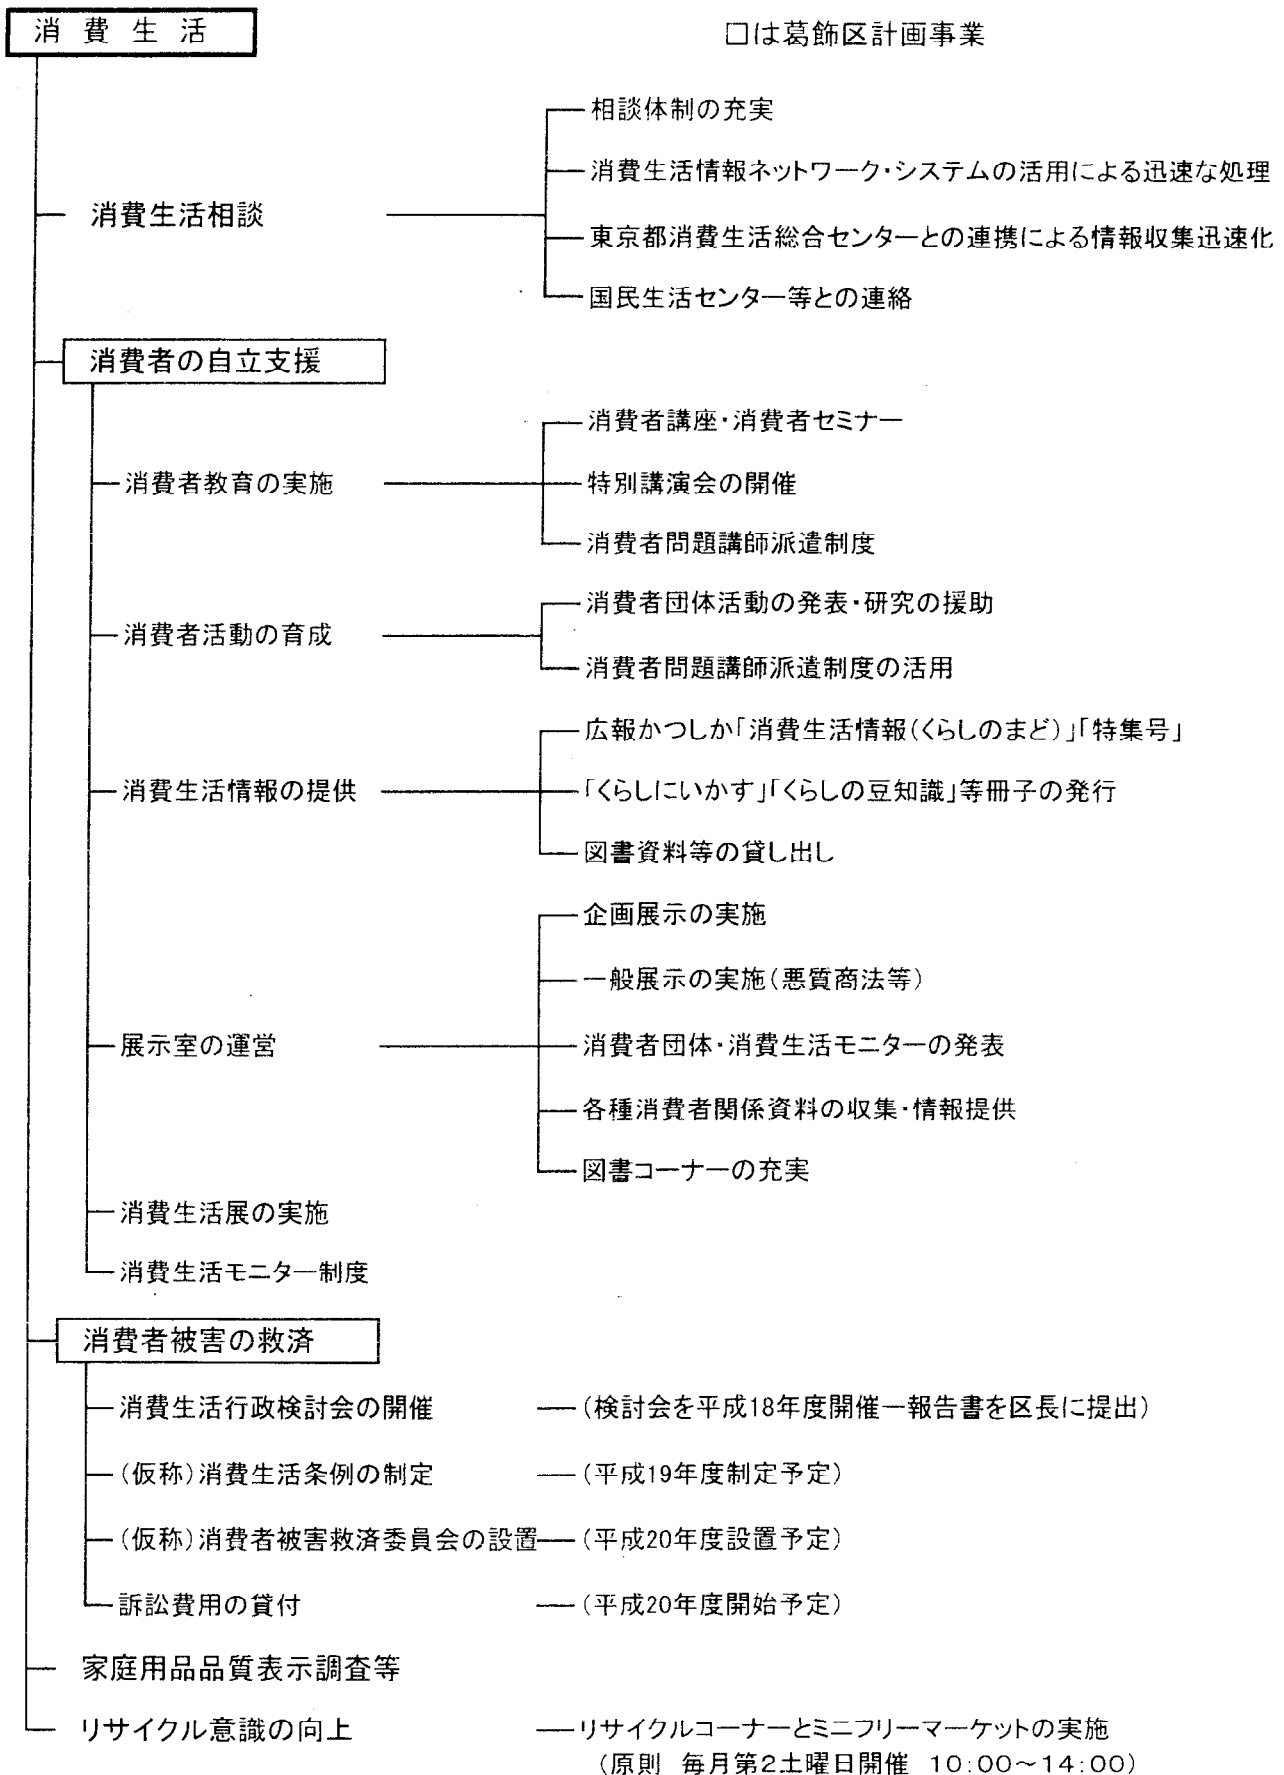 消費生活
□は葛飾区計画事業
相談体制の充実
消費生活情報ネットワーク・システムの活用による迅速な処理
消費生活相談
東京都消費生活総合センターとの連携による情報収集迅速化
国民生活センター等との連絡
消費者の自立支援
消費者講座・消費者セミナー
消費者教育の実施
特別講演会の開催
消費者問題講師派遣制度
消費者団体活動の発表・研究の援助
消費者活動の育成
消費者問題講師派遣制度の活用
広報かつしか「消費生活情報(くらしのまど)」「特集号」
消費生活情報の提供
「くらしにいかす」「くらしの豆知識」等冊子の発行
図書資料等の貸し出し
企画展示の実施
一般展示の実施(悪質商法等)
展示室の運営
消費者団体・消費生活モニターの発表
各種消費者関係資料の収集・情報提供
図書コーナーの充実
消費生活展の実施
消費生活モニター制度
消費者被害の救済
消費生活行政検討会の開催 (検討会を平成18年度開催ー報告書を区長に提出)
(仮称)消費生活条例の制定 (平成19年度制定予定)
(仮称)消費者被害救済委員会の設置 (平成20年度設置予定)
訴訟費用の貸付 (平成20年度開始予定)
家庭用品品質表示調査等
リサイクル意識の向上 リサイクルコーナーとミニフリーマーケットの実施
(原則 毎月第2土曜日開催 10:00～14:00)